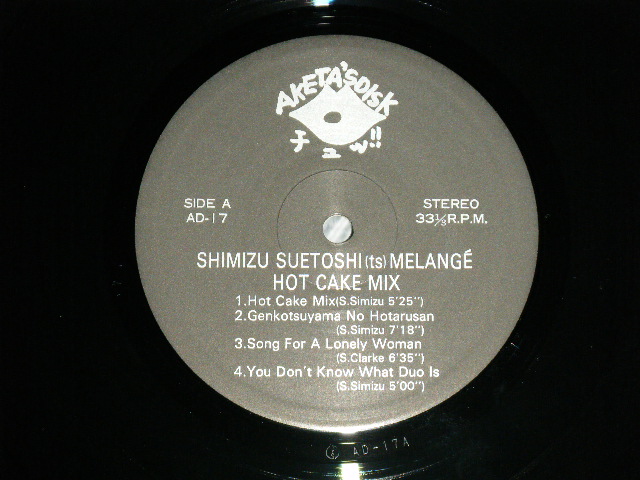 AKETA'S DISK
チュッ!!
SIDE A
AD-17
STEREO
33⅓R.P.M.
SHIMIZU SUETOSHI(ts)MELANGÉ
HOT CAKE MIX
1.Hot Cake Mix(S.Simizu 5'25")
2.Genkotsuyama No Hotarusan
(S.Simizu 7'18")
3.Song For A Lonely Woman
(S.Clarke 6'35")
4.You Don't Know What Duo Is
(S.Simizu 5'00")
AD-17A